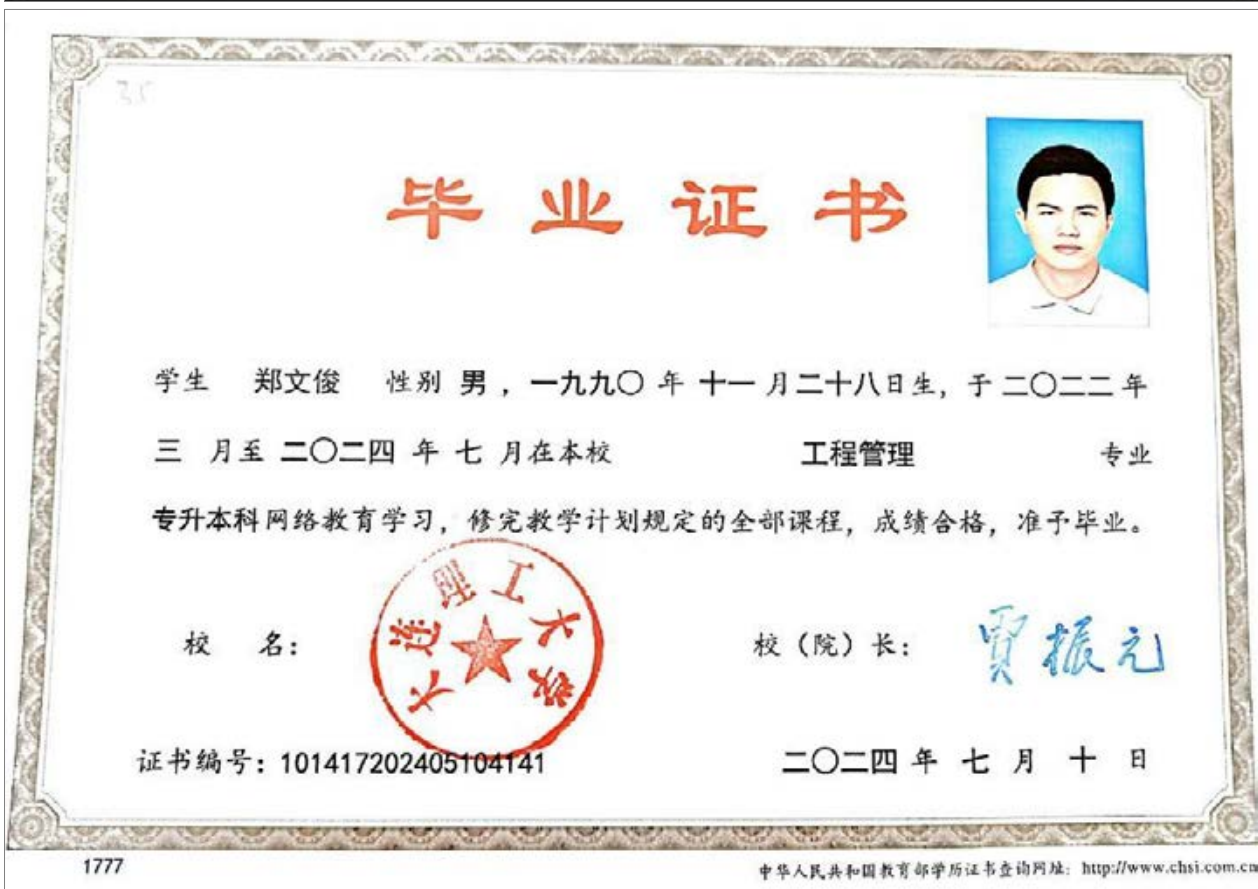 35
毕业证书
学生 郑文俊 性别 男，一九九〇 年 十一 月二十八日生，于 二〇二二 年
三 月至 二〇二四 年 七 月在本校 工程管理 专业
专升本科网络教育学习，修完教学计划规定的全部课程，成绩合格，准予毕业。
大连理工大学
校 名：
校（院）长： 贾振元
证书编号：101417202405104141
二〇二四 年 七 月 十 日
1777
中华人民共和国教育部学历证书查询网址：http://www.chsi.com.cn